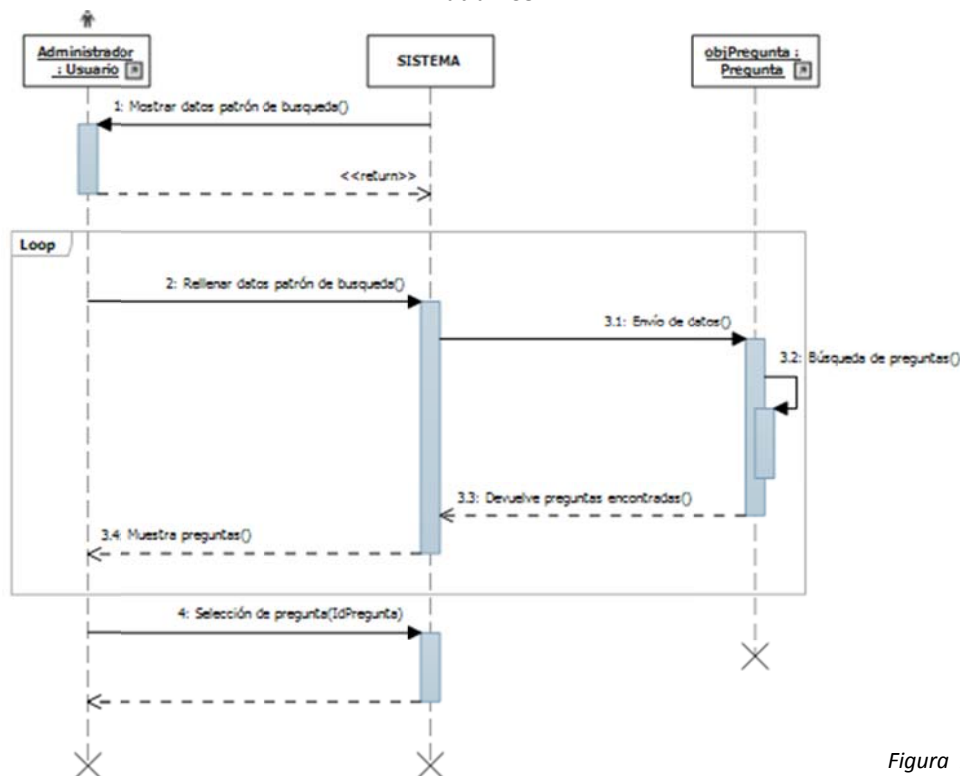 Administrador
: Usuario
SISTEMA
objPregunta :
Pregunta
1: Mostrar datos patrón de busqueda()
<<return>>
Loop
2: Rellenar datos patrón de busqueda()
3.1: Envío de datos()
3.2: Búsqueda de preguntas()
3.3: Devuelve preguntas encontradas()
3.4: Muestra preguntas()
4: Selección de pregunta(IdPregunta)
Figura